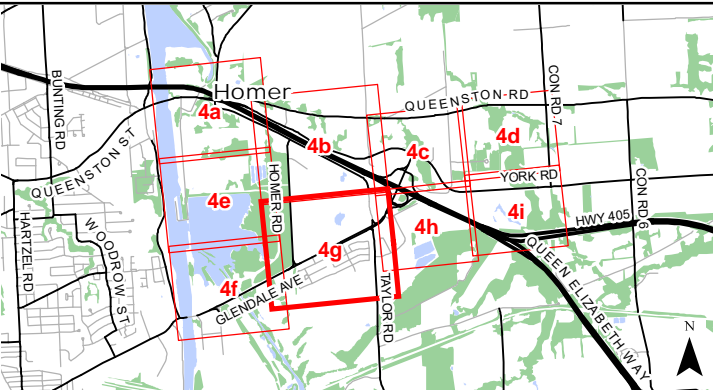 Homer
4a
QUEENSTON RD
CON RD 7
BUNTING RD
4b
4c
4d
QUEENSTON ST
YORK RD
HOMER RD
4e
4i
CON RD 6
HARTZEL RD
WOODROW ST
4g
4h
HWY 405
4f
GLENDALE AVE
TAYLOR RD
QUEEN ELIZABETH WAY
N